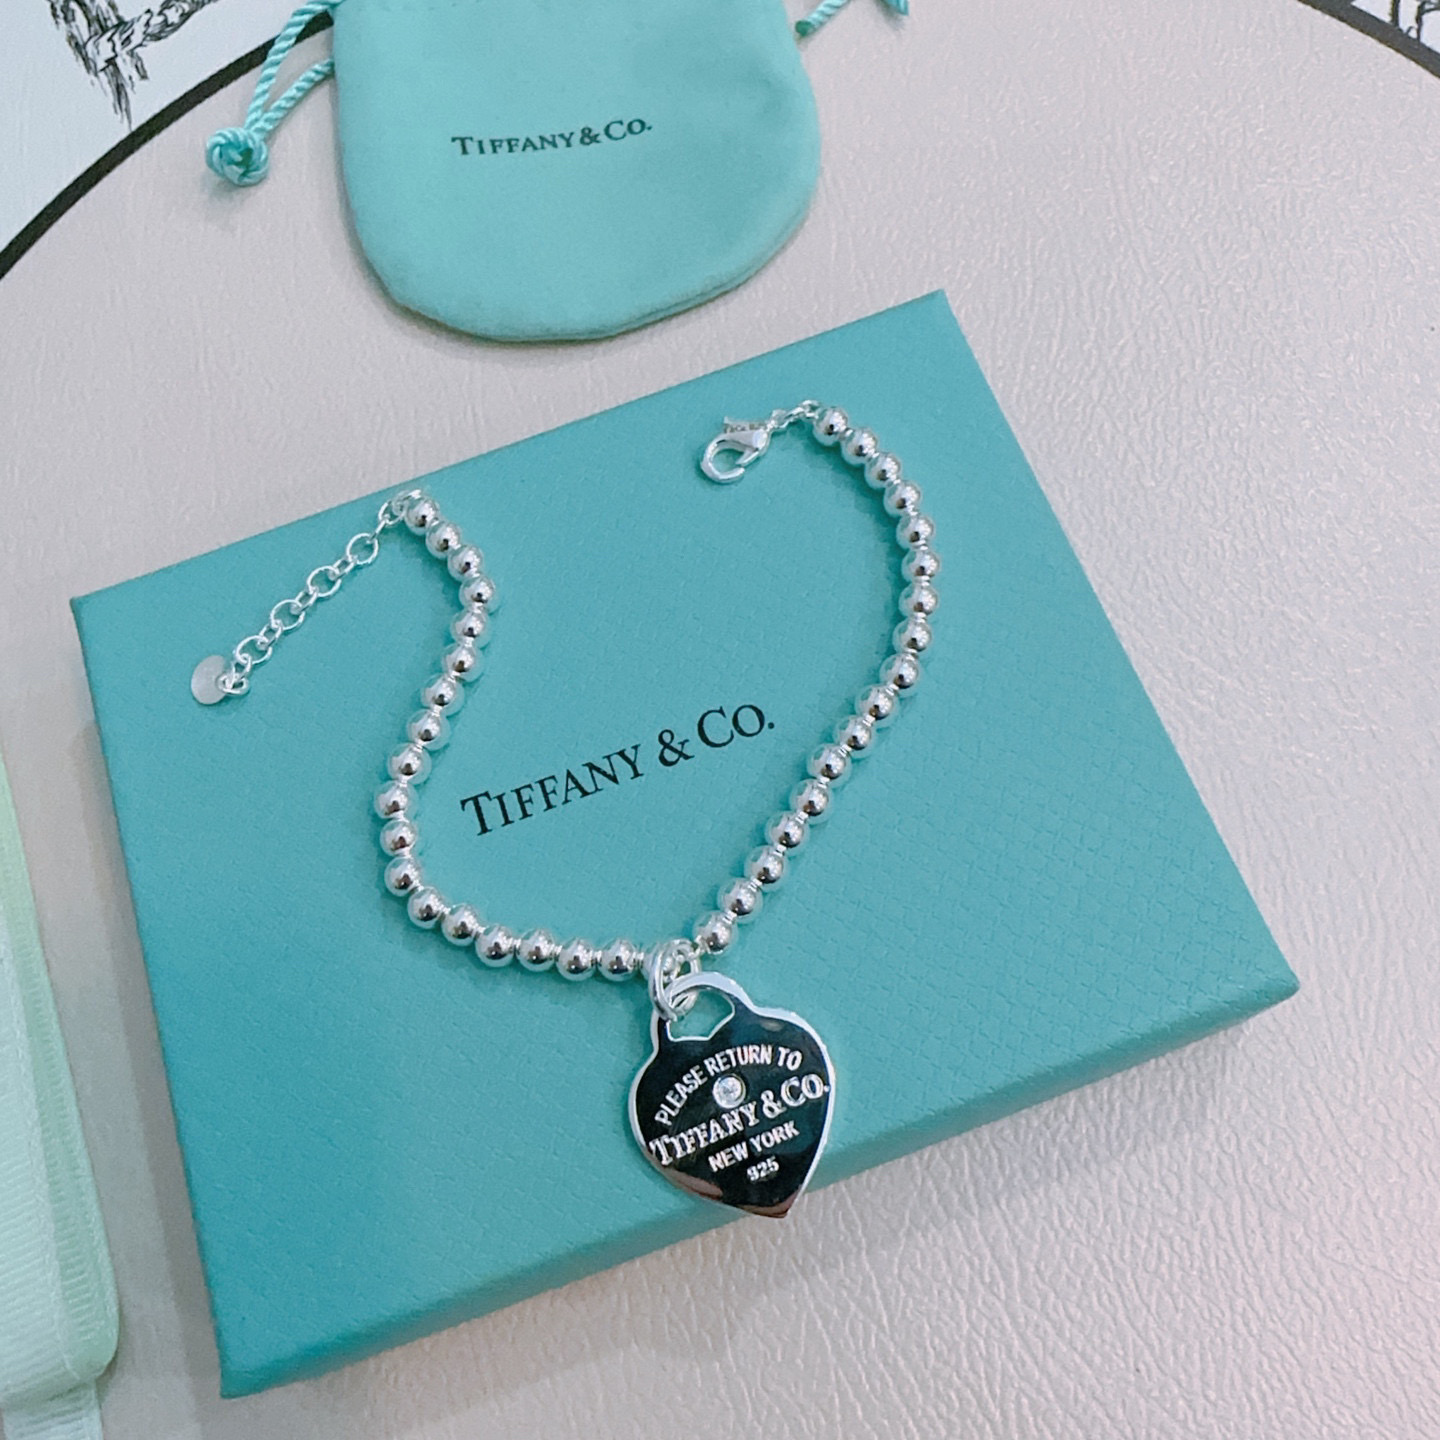 TIFFANY & CO.
TIFFANY & CO.
PLEASE RETURN TO
TIFFANY & CO.
NEW YORK
925